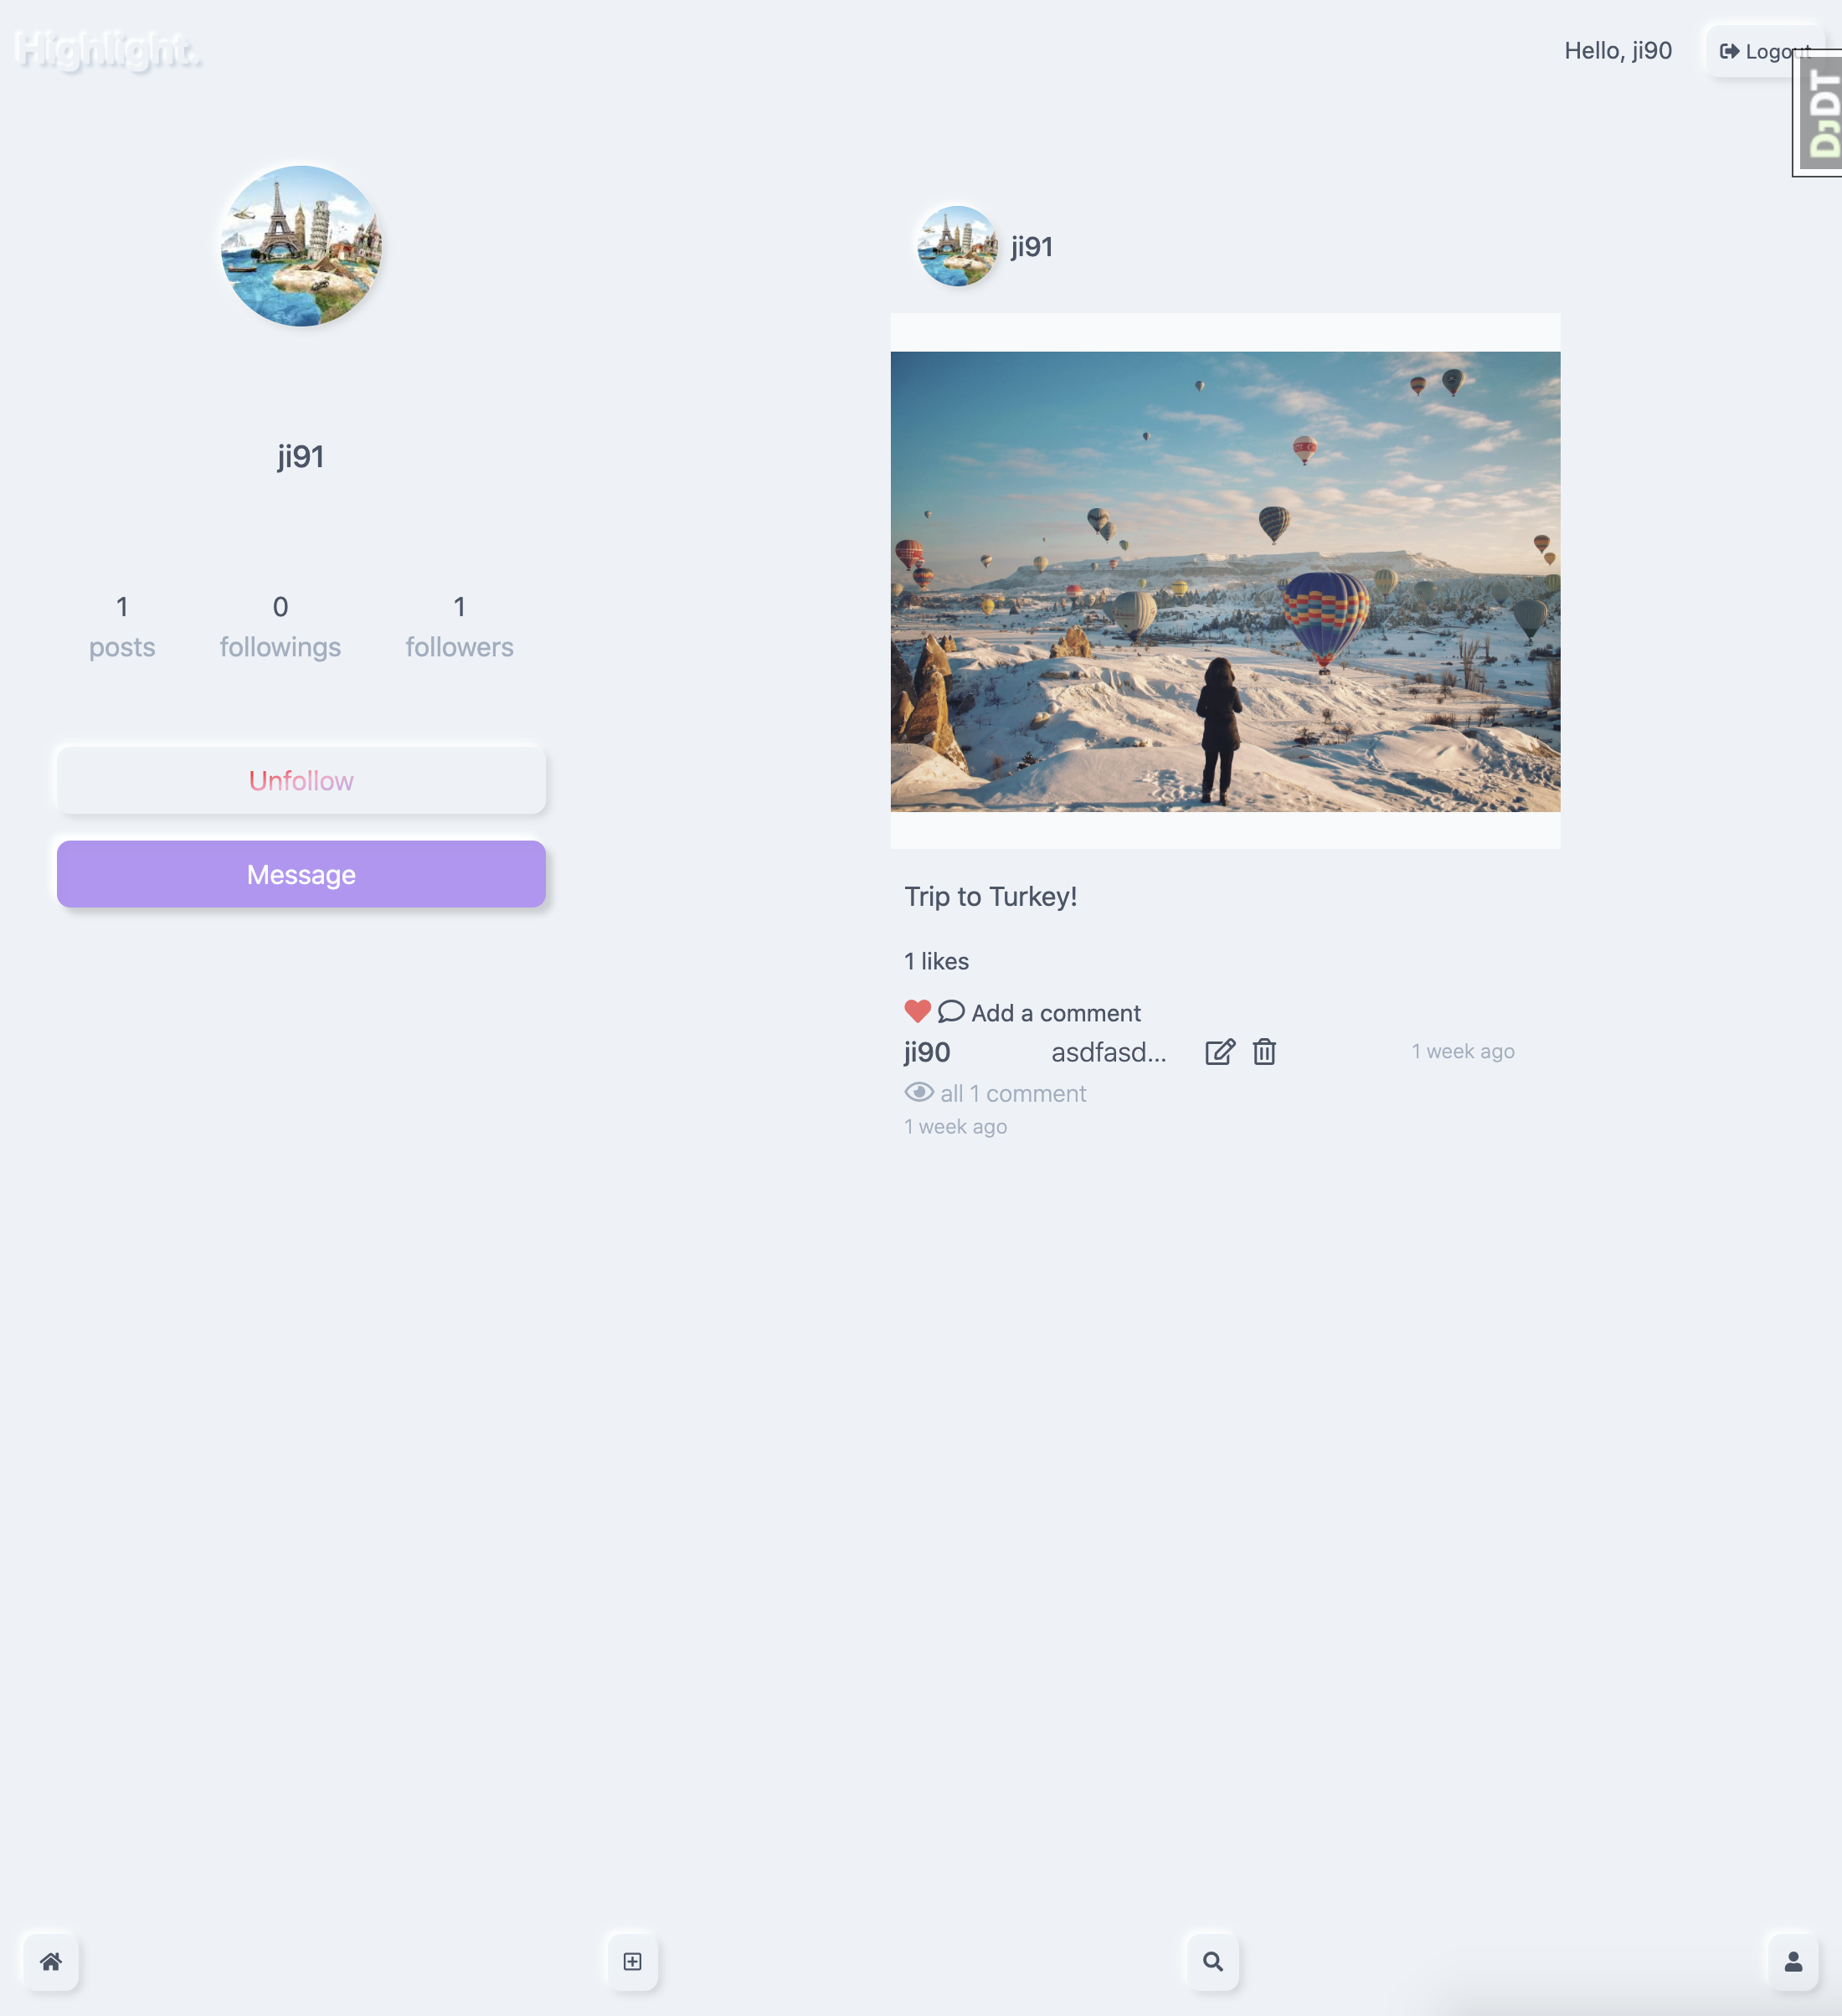 Highlight.
Hello, ji90
Logout
DJDT
ji91
1
posts
0
followings
1
followers
Unfollow
Message
ji91
Trip to Turkey!
1 likes
Add a comment
ji90 asdfasd... 1 week ago
all 1 comment
1 week ago